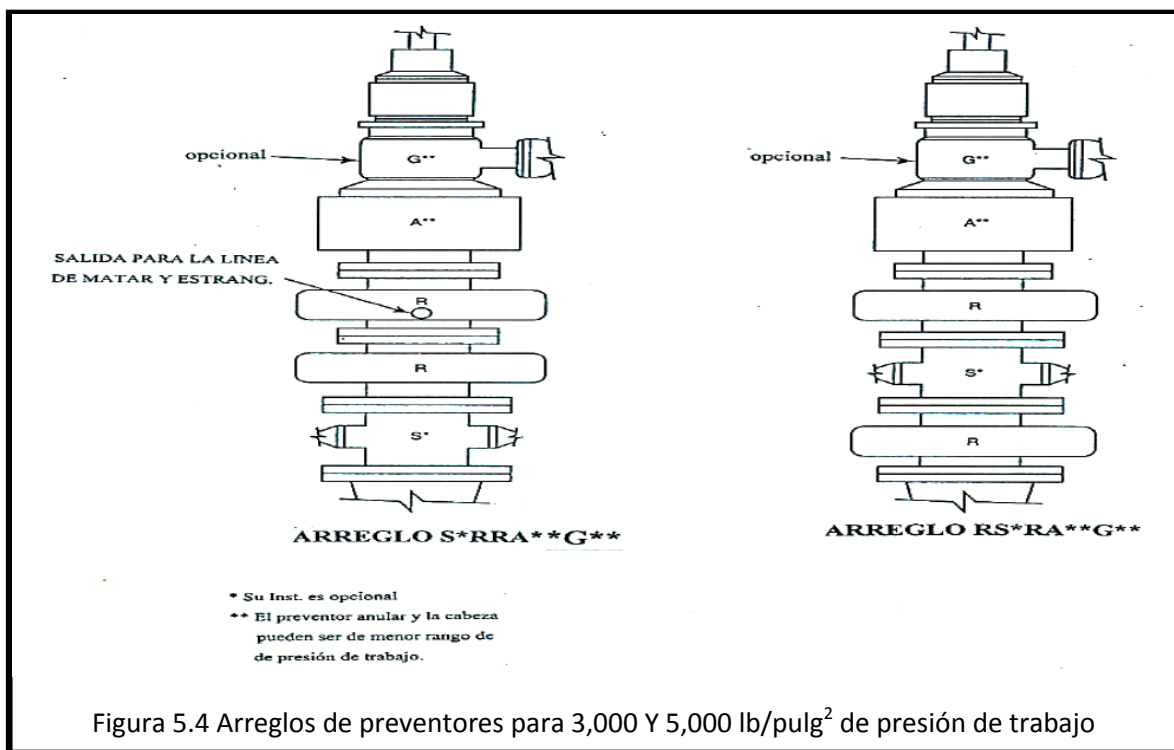 opcional
G**
A**
SALIDA PARA LA LINEA
DE MATAR Y ESTRANG.
R
R
S*
ARREGLO S*RRA**G**
opcional
G**
A**
R
S*
R
ARREGLO RS*RA**G**
* Su Inst. es opcional
** El preventor anular y la cabeza
pueden ser de menor rango de
de presión de trabajo.
Figura 5.4 Arreglos de preventores para 3,000 Y 5,000 lb/pulg² de presión de trabajo